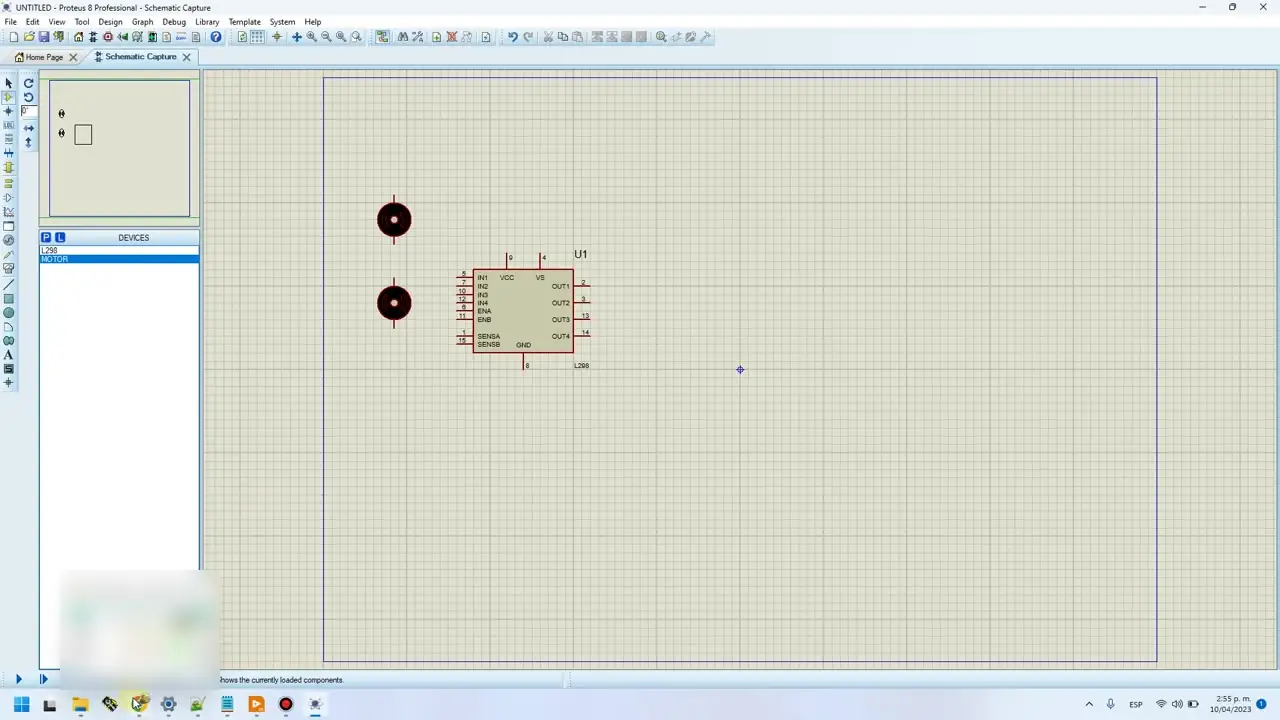 UNTITLED - Proteus 8 Professional - Schematic Capture
File Edit View Tool Design Graph Debug Library Template System Help
Home Page
Schematic Capture
P L DEVICES
L298
MOTOR
U1
9 4
VCC VS
5 IN1
7 IN2
10 IN3
12 IN4
6 ENA
11 ENB
1 SENSA
15 SENSB
GND
8
OUT1 2
OUT2 3
OUT3 13
OUT4 14
L298
hows the currently loaded components.
ESP
2:55 p. m.
10/04/2023
1